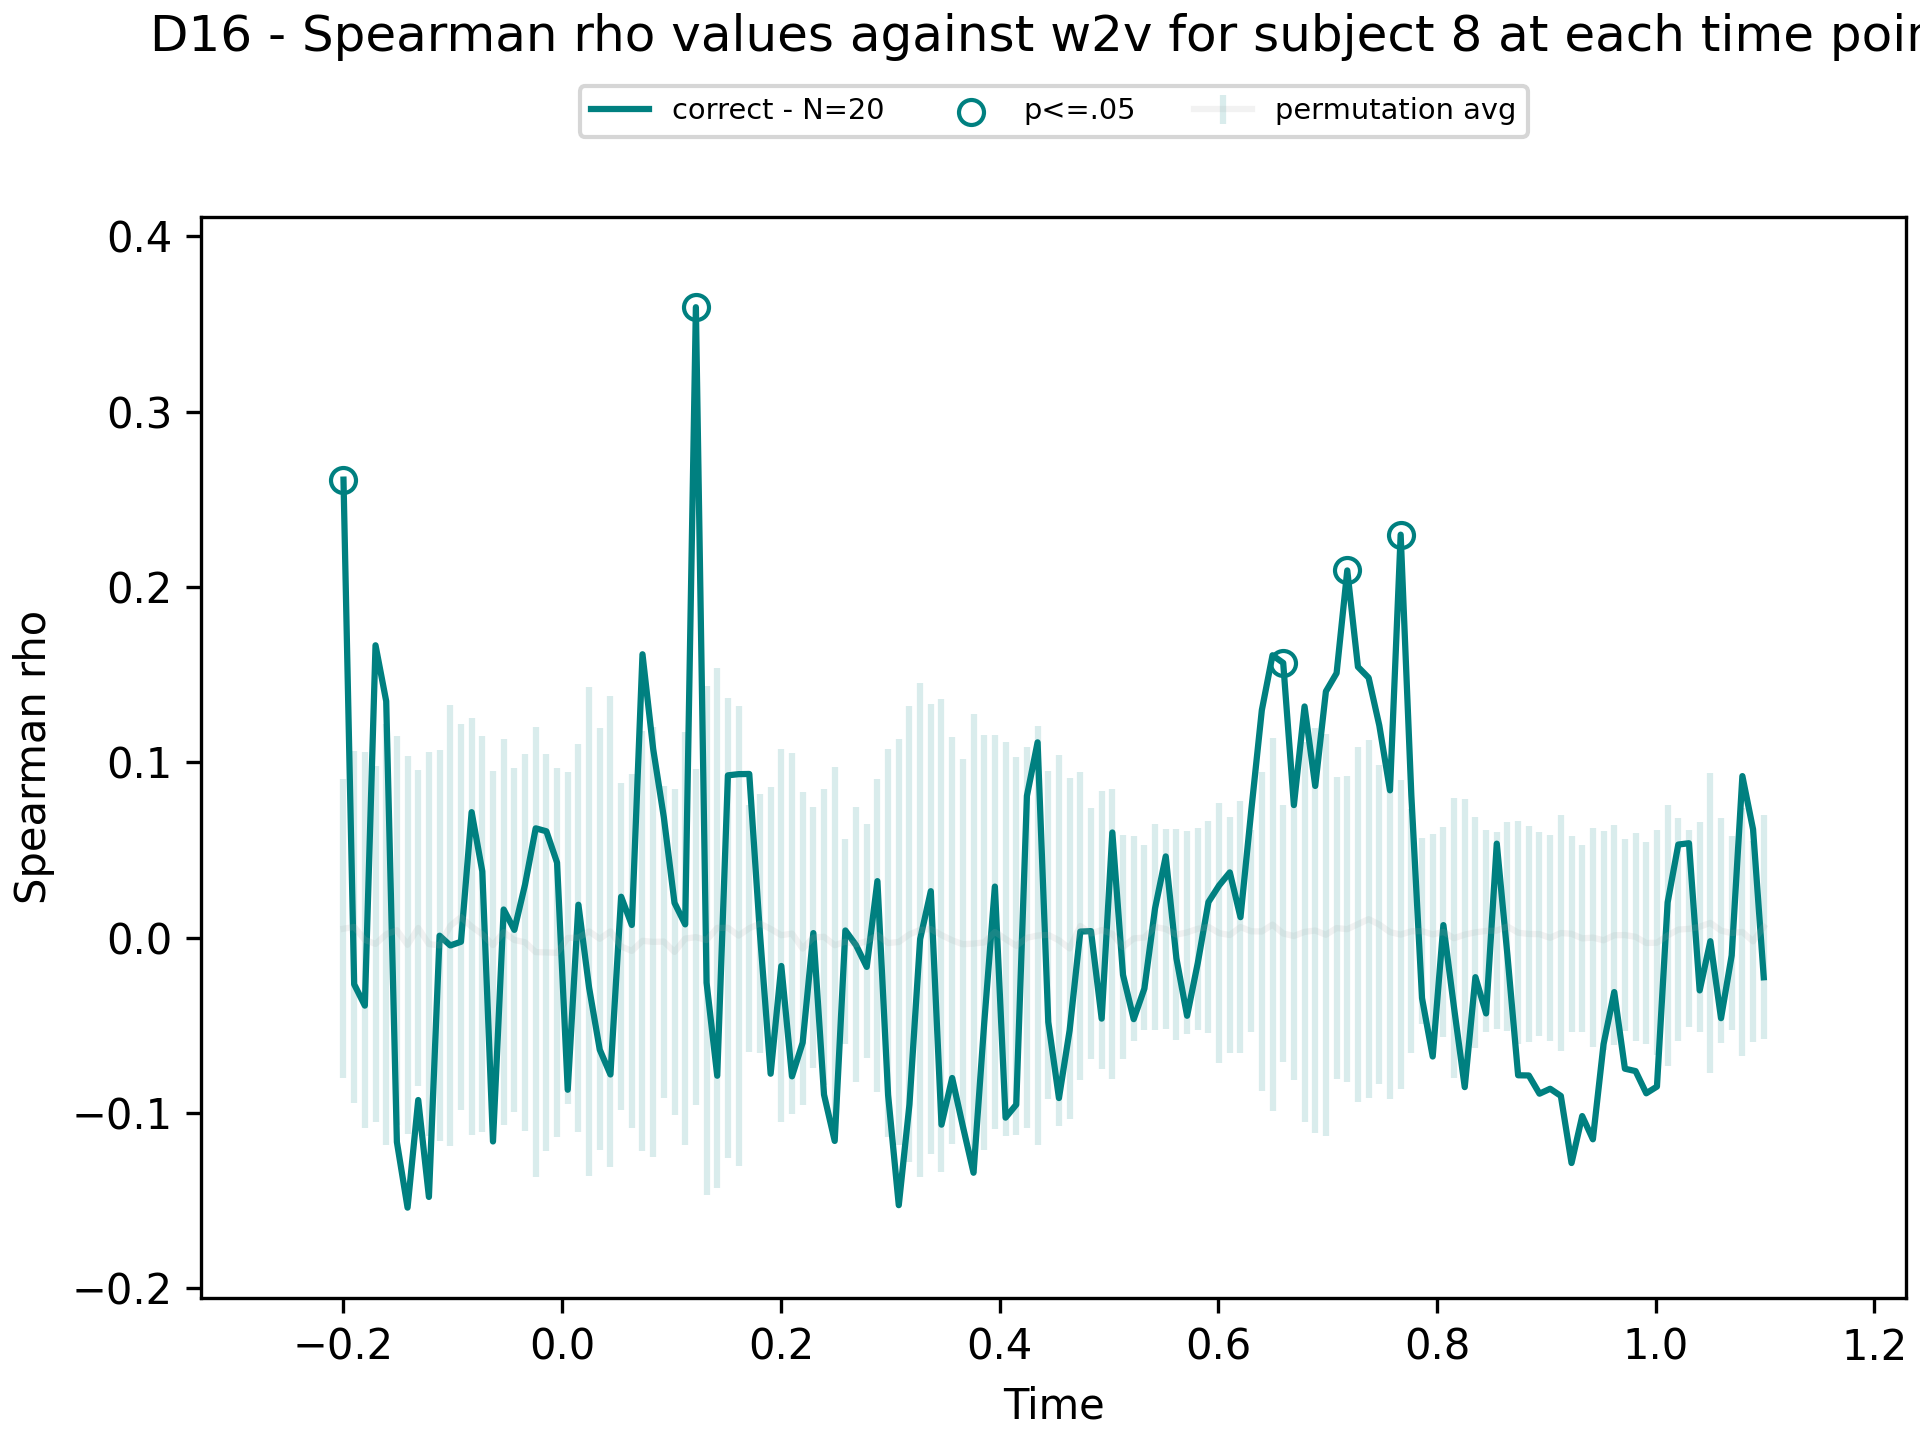 D16 - Spearman rho values against w2v for subject 8 at each time poin
correct - N=20 p<=.05 permutation avg
0.4
0.3
0.2
0.1
0.0
−0.1
−0.2
Spearman rho
−0.2 0.0 0.2 0.4 0.6 0.8 1.0 1.2
Time